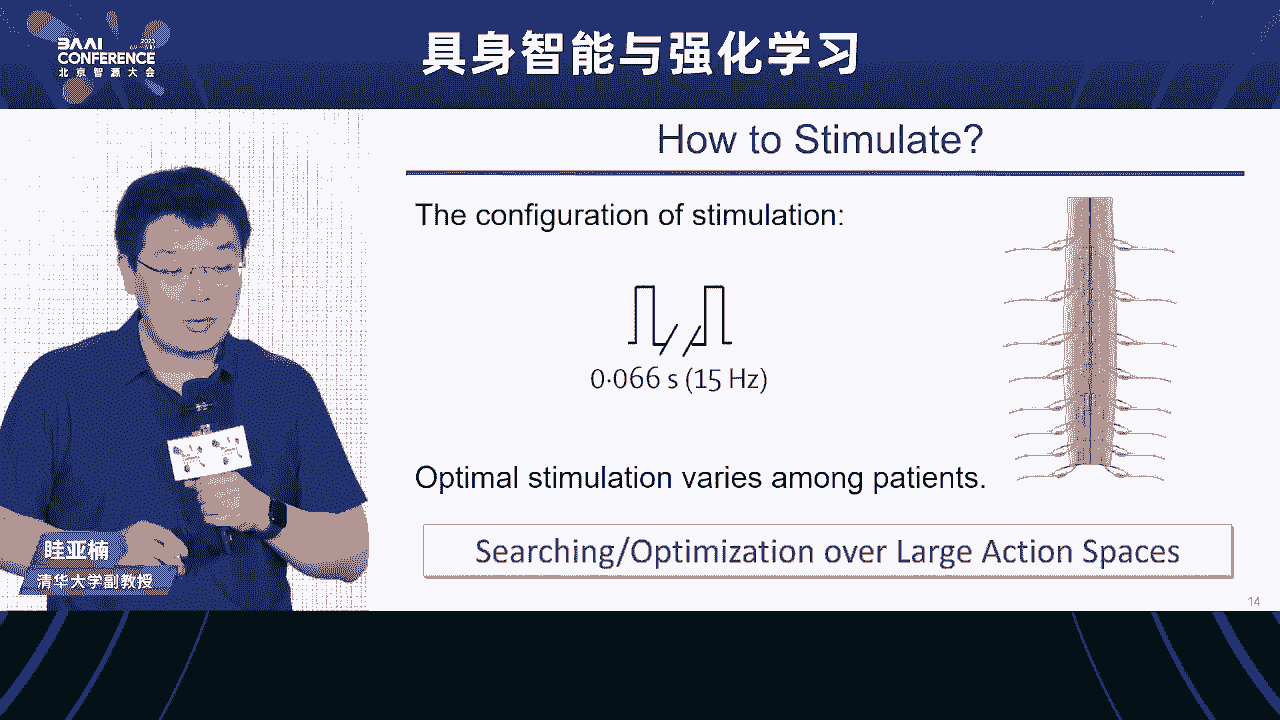 BAAI
CONFERENCE
北京智源大会
具身智能与强化学习
How to Stimulate?
The configuration of stimulation:
0·066 s (15 Hz)
Optimal stimulation varies among patients.
Searching/Optimization over Large Action Spaces
14
眭亚楠
清华大学副教授